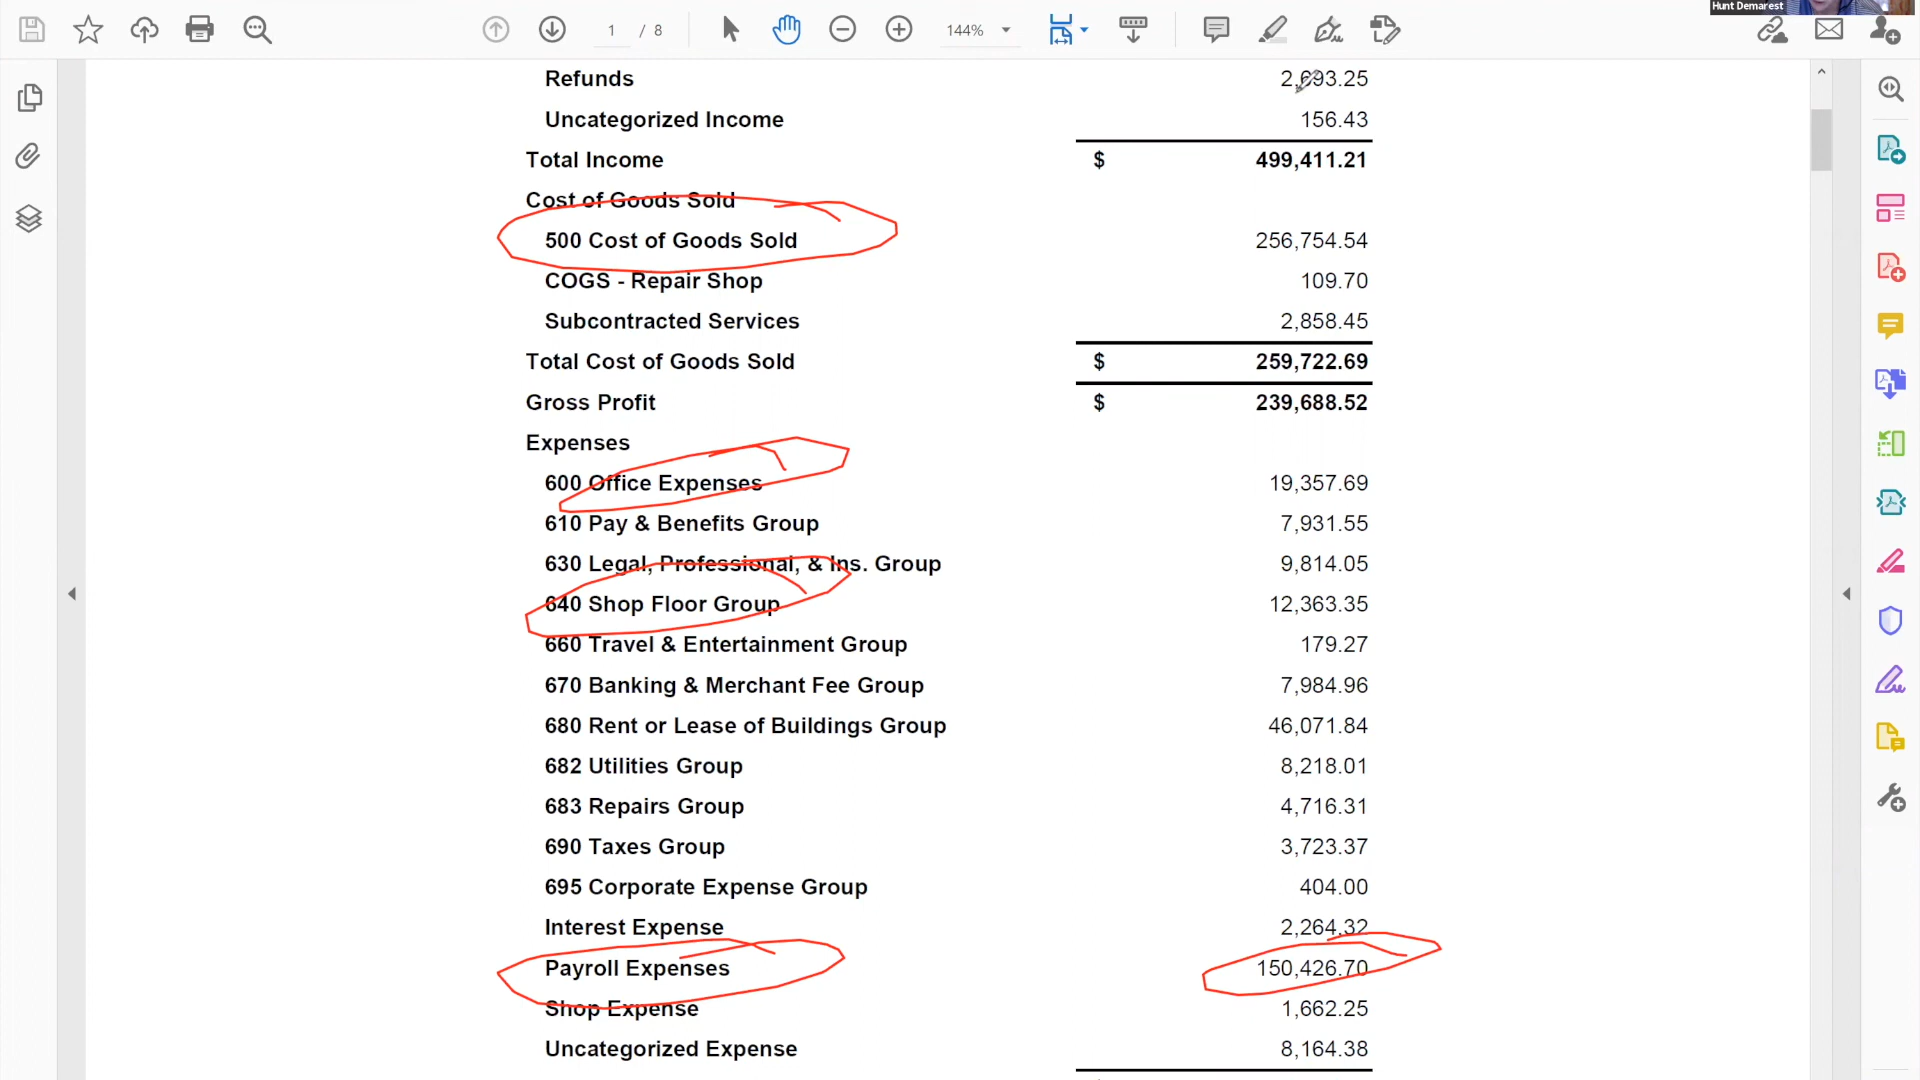 Hunt Demarest
1 / 8 144%
Refunds 2,693.25
Uncategorized Income 156.43
Total Income $ 499,411.21
Cost of Goods Sold
500 Cost of Goods Sold 256,754.54
COGS - Repair Shop 109.70
Subcontracted Services 2,858.45
Total Cost of Goods Sold $ 259,722.69
Gross Profit $ 239,688.52
Expenses
600 Office Expenses 19,357.69
610 Pay & Benefits Group 7,931.55
630 Legal, Professional, & Ins. Group 9,814.05
640 Shop Floor Group 12,363.35
660 Travel & Entertainment Group 179.27
670 Banking & Merchant Fee Group 7,984.96
680 Rent or Lease of Buildings Group 46,071.84
682 Utilities Group 8,218.01
683 Repairs Group 4,716.31
690 Taxes Group 3,723.37
695 Corporate Expense Group 404.00
Interest Expense 2,264.32
Payroll Expenses 150,426.70
Shop Expense 1,662.25
Uncategorized Expense 8,164.38